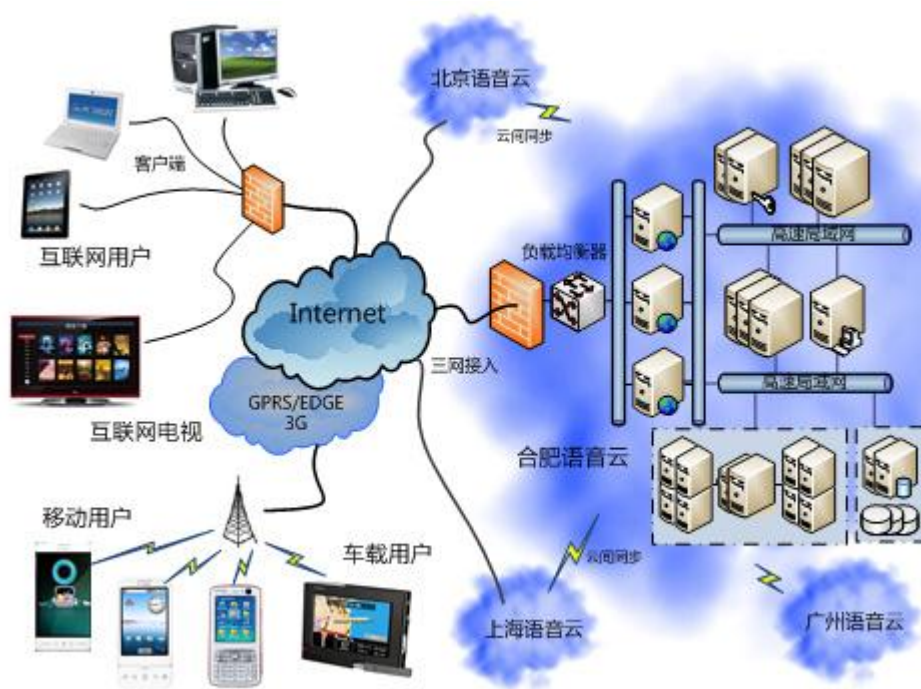 北京语音云
云间同步
客户端
高速局域网
互联网用户
负载均衡器
Internet
三网接入
高速局域网
GPRS/EDGE
3G
互联网电视
合肥语音云
移动用户
车载用户
云间同步
上海语音云
广州语音云